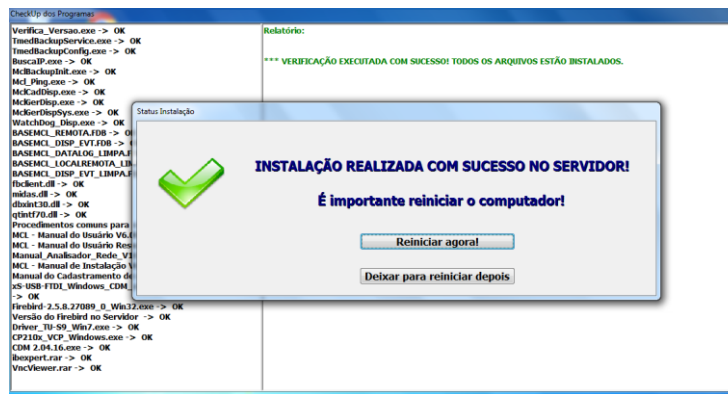 CheckUp dos Programas
Verifica_Versao.exe -> OK
TmedBackupService.exe -> OK
TmedBackupConfig.exe -> OK
BuscaIP.exe -> OK
MclBackupInit.exe -> OK
Mcl_Ping.exe -> OK
MclCadDisp.exe -> OK
MclGerDisp.exe -> OK
MclGerDispSys.exe -> OK
WatchDog_Disp.exe -> OK
BASEMCL_REMOTA.FDB -> OK
BASEMCL_DISP_EVT.FDB ->
BASEMCL_DATALOG_LIMPA.F
BASEMCL_LOCALREMOTA_LIM
BASEMCL_DISP_EVT_LIMPA.F
fbclient.dll -> OK
midas.dll -> OK
dbxint30.dll -> OK
qtintf70.dll -> OK
Procedimentos comuns para
MCL - Manual do Usuário V6.0
MCL - Manual do Usuário Res
Manual_Analisador_Rede_V1
MCL - Manual de Instalação
Manual do Cadastramento de
xS-USB-FTDI_Windows_CDM_
-> OK
Firebird-2.5.8.27089_0_Win32.exe -> OK
Versão do Firebird no Servidor -> OK
Driver_TU-S9_Win7.exe -> OK
CP210x_VCP_Windows.exe -> OK
CDM 2.04.16.exe -> OK
ibexpert.rar -> OK
VncViewer.rar -> OK
Relatório:
*** VERIFICAÇÃO EXECUTADA COM SUCESSO! TODOS OS ARQUIVOS ESTÃO INSTALADOS.
Status Instalação
INSTALAÇÃO REALIZADA COM SUCESSO NO SERVIDOR!
É importante reiniciar o computador!
Reiniciar agora!
Deixar para reiniciar depois